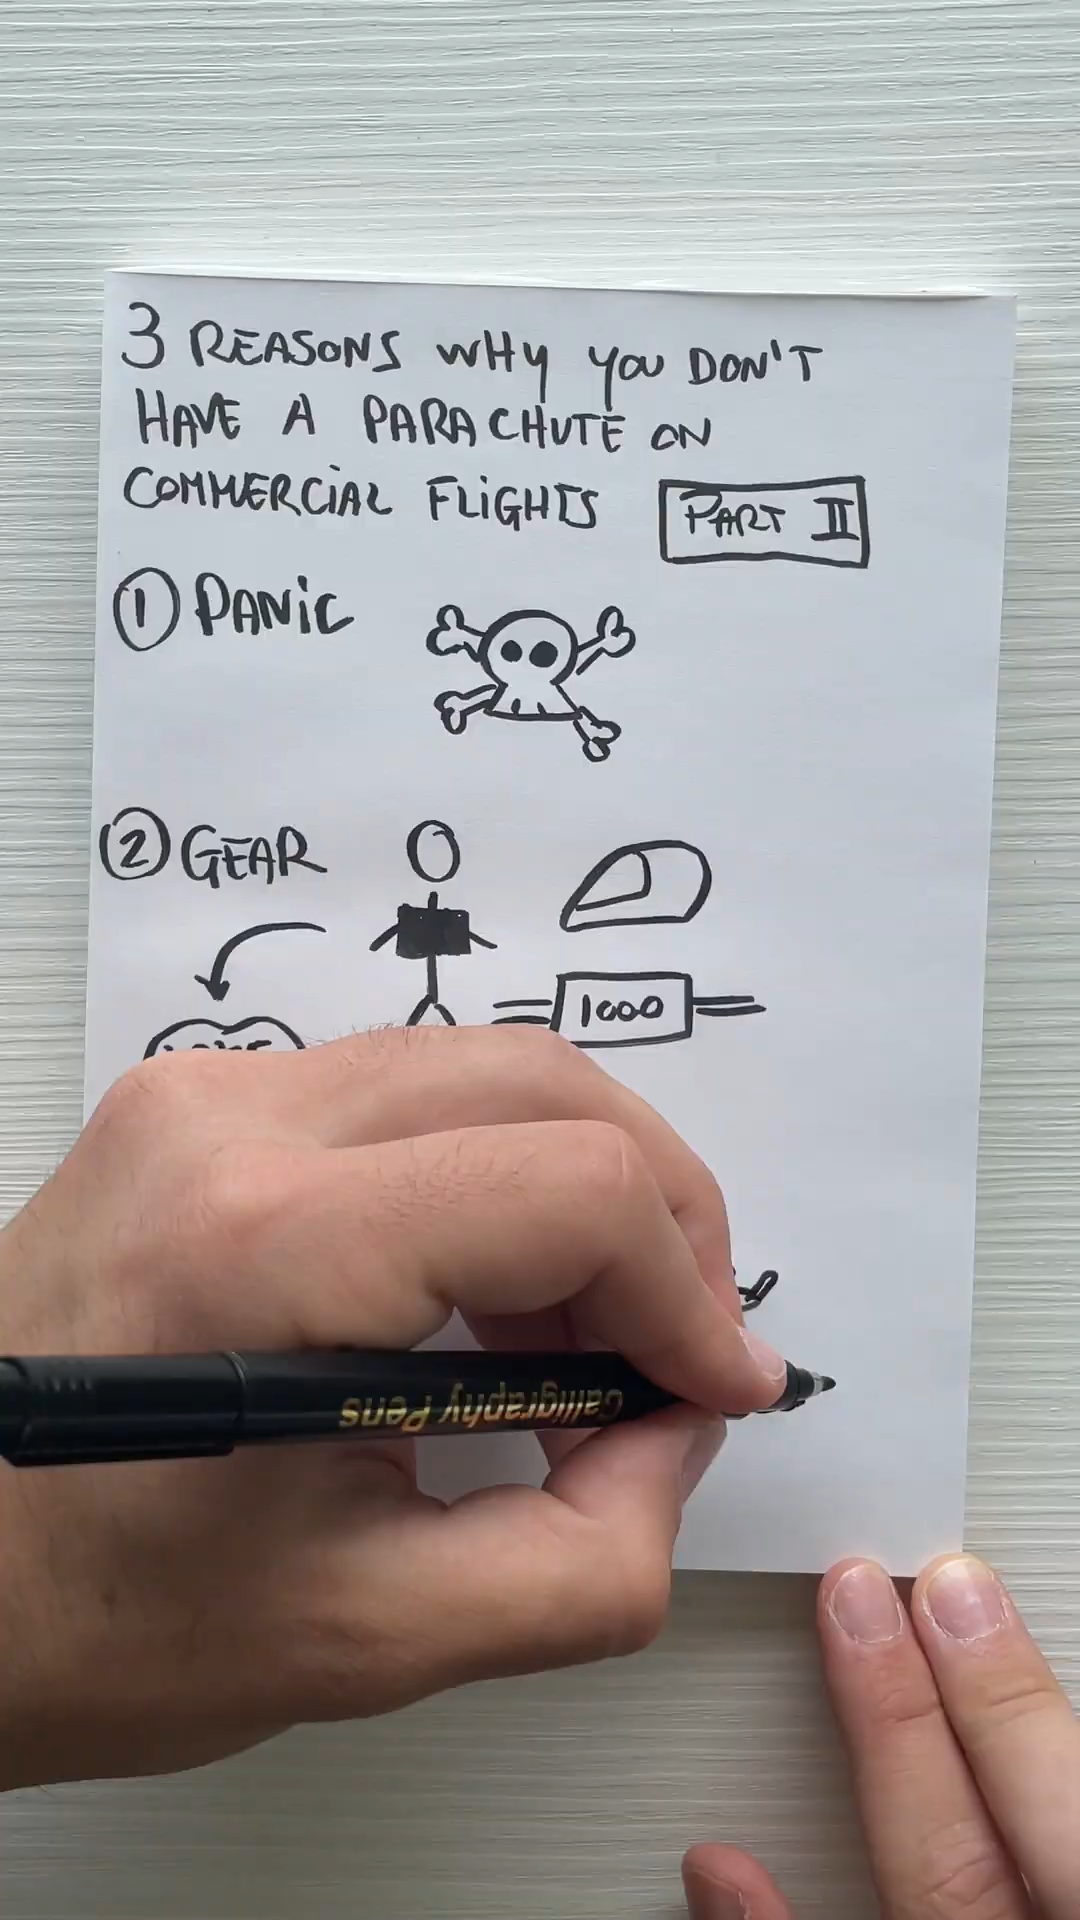 3 REASONS WHY YOU DON'T
HAVE A PARACHUTE ON
COMMERCIAL FLIGHTS
PART II
1 PANIC
2 GEAR
1000
Calligraphy Pens